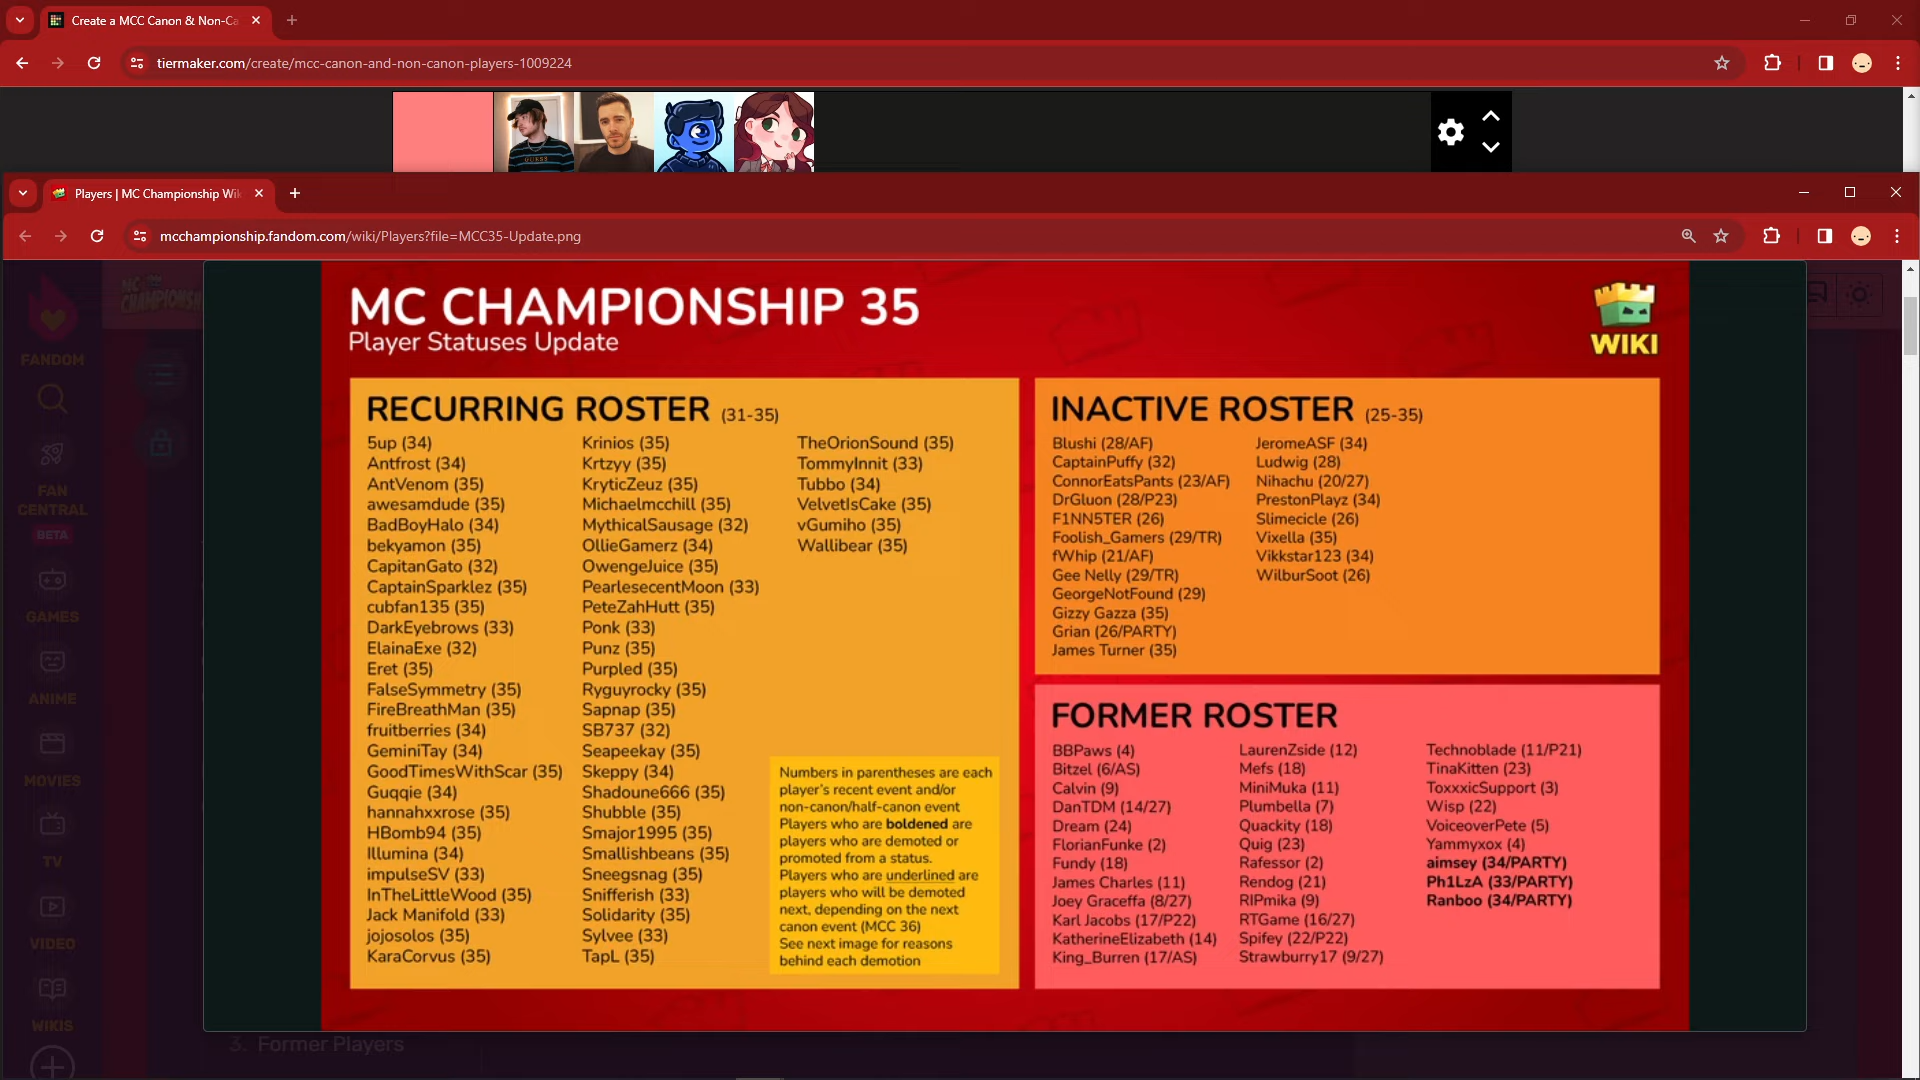 Create a MCC Canon & Non-Ca
tiermaker.com/create/mcc-canon-and-non-canon-players-1009224
GUESS
Players | MC Championship Wik
mcchampionship.fandom.com/wiki/Players?file=MCC35-Update.png
MC
CHAMPIONSHIP
FANDOM
FAN
CENTRAL
BETA
GAMES
ANIME
MOVIES
TV
VIDEO
WIKIS
MC CHAMPIONSHIP 35
Player Statuses Update
WIKI
RECURRING ROSTER (31-35)
5up (34)
Antfrost (34)
AntVenom (35)
awesamdude (35)
BadBoyHalo (34)
bekyamon (35)
CapitanGato (32)
CaptainSparklez (35)
cubfan135 (35)
DarkEyebrows (33)
ElainaExe (32)
Eret (35)
FalseSymmetry (35)
FireBreathMan (35)
fruitberries (34)
GeminiTay (34)
GoodTimesWithScar (35)
Guqqie (34)
hannahxxrose (35)
HBomb94 (35)
Illumina (34)
impulseSV (33)
InTheLittleWood (35)
Jack Manifold (33)
jojosolos (35)
KaraCorvus (35)
Krinios (35)
Krtzyy (35)
KryticZeuz (35)
Michaelmcchill (35)
MythicalSausage (32)
OllieGamerz (34)
OwengeJuice (35)
PearlesecentMoon (33)
PeteZahHutt (35)
Ponk (33)
Punz (35)
Purpled (35)
Ryguyrocky (35)
Sapnap (35)
SB737 (32)
Seapeekay (35)
Skeppy (34)
Shadoune666 (35)
Shubble (35)
Smajor1995 (35)
Smallishbeans (35)
Sneegsnag (35)
Snifferish (33)
Solidarity (35)
Sylvee (33)
TapL (35)
TheOrionSound (35)
TommyInnit (33)
Tubbo (34)
VelvetIsCake (35)
vGumiho (35)
Wallibear (35)
Numbers in parentheses are each
player's recent event and/or
non-canon/half-canon event
Players who are boldened are
players who are demoted or
promoted from a status.
Players who are underlined are
players who will be demoted
next, depending on the next
canon event (MCC 36)
See next image for reasons
behind each demotion
INACTIVE ROSTER (25-35)
Blushi (28/AF)
CaptainPuffy (32)
ConnorEatsPants (23/AF)
DrGluon (28/P23)
F1NN5TER (26)
Foolish_Gamers (29/TR)
fWhip (21/AF)
Gee Nelly (29/TR)
GeorgeNotFound (29)
Gizzy Gazza (35)
Grian (26/PARTY)
James Turner (35)
JeromeASF (34)
Ludwig (28)
Nihachu (20/27)
PrestonPlayz (34)
Slimecicle (26)
Vixella (35)
Vikkstar123 (34)
WilburSoot (26)
FORMER ROSTER
BBPaws (4)
Bitzel (6/AS)
Calvin (9)
DanTDM (14/27)
Dream (24)
FlorianFunke (2)
Fundy (18)
James Charles (11)
Joey Graceffa (8/27)
Karl Jacobs (17/P22)
KatherineElizabeth (14)
King_Burren (17/AS)
LaurenZside (12)
Mefs (18)
MiniMuka (11)
Plumbella (7)
Quackity (18)
Quig (23)
Rafessor (2)
Rendog (21)
RIPmika (9)
RTGame (16/27)
Spifey (22/P22)
Strawburry17 (9/27)
Technoblade (11/P21)
TinaKitten (23)
ToxxxicSupport (3)
Wisp (22)
VoiceoverPete (5)
Yammyxox (4)
aimsey (34/PARTY)
Ph1LzA (33/PARTY)
Ranboo (34/PARTY)
3. Former Players